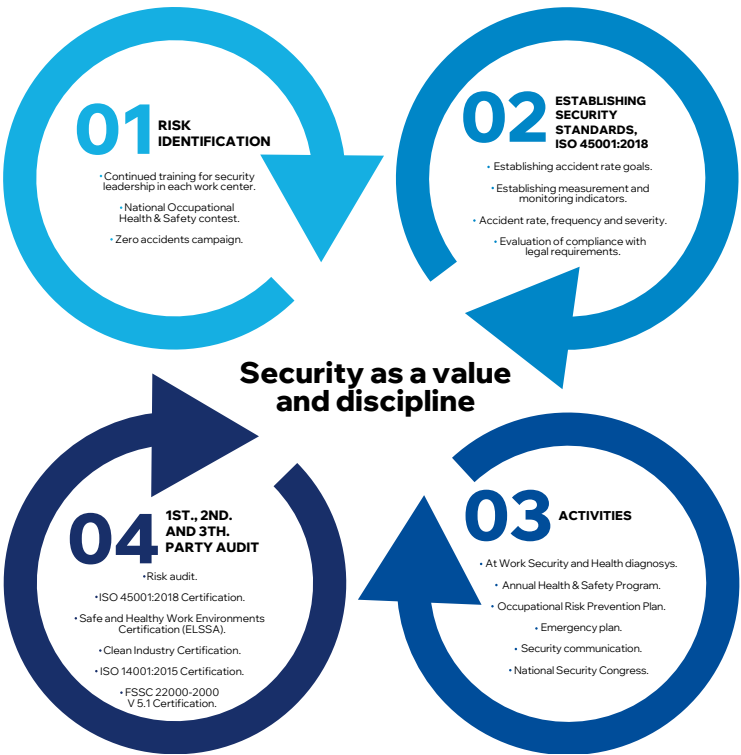 01
RISK
IDENTIFICATION
• Continued training for security
leadership in each work center.
• National Occupational
Health & Safety contest.
• Zero accidents campaign.
02
ESTABLISHING
SECURITY
STANDARDS,
ISO 45001:2018
• Establishing accident rate goals.
• Establishing measurement and
monitoring indicators.
• Accident rate, frequency and severity.
• Evaluation of compliance with
legal requirements.
Security as a value
and discipline
04
1ST., 2ND.
AND 3TH.
PARTY AUDIT
•Risk audit.
•ISO 45001:2018 Certification.
•Safe and Healthy Work Environments
Certification (ELSSA).
•Clean Industry Certification.
•ISO 14001:2015 Certification.
•FSSC 22000-2000
V 5.1 Certification.
03
ACTIVITIES
• At Work Security and Health diagnosys.
• Annual Health & Safety Program.
• Occupational Risk Prevention Plan.
• Emergency plan.
• Security communication.
• National Security Congress.